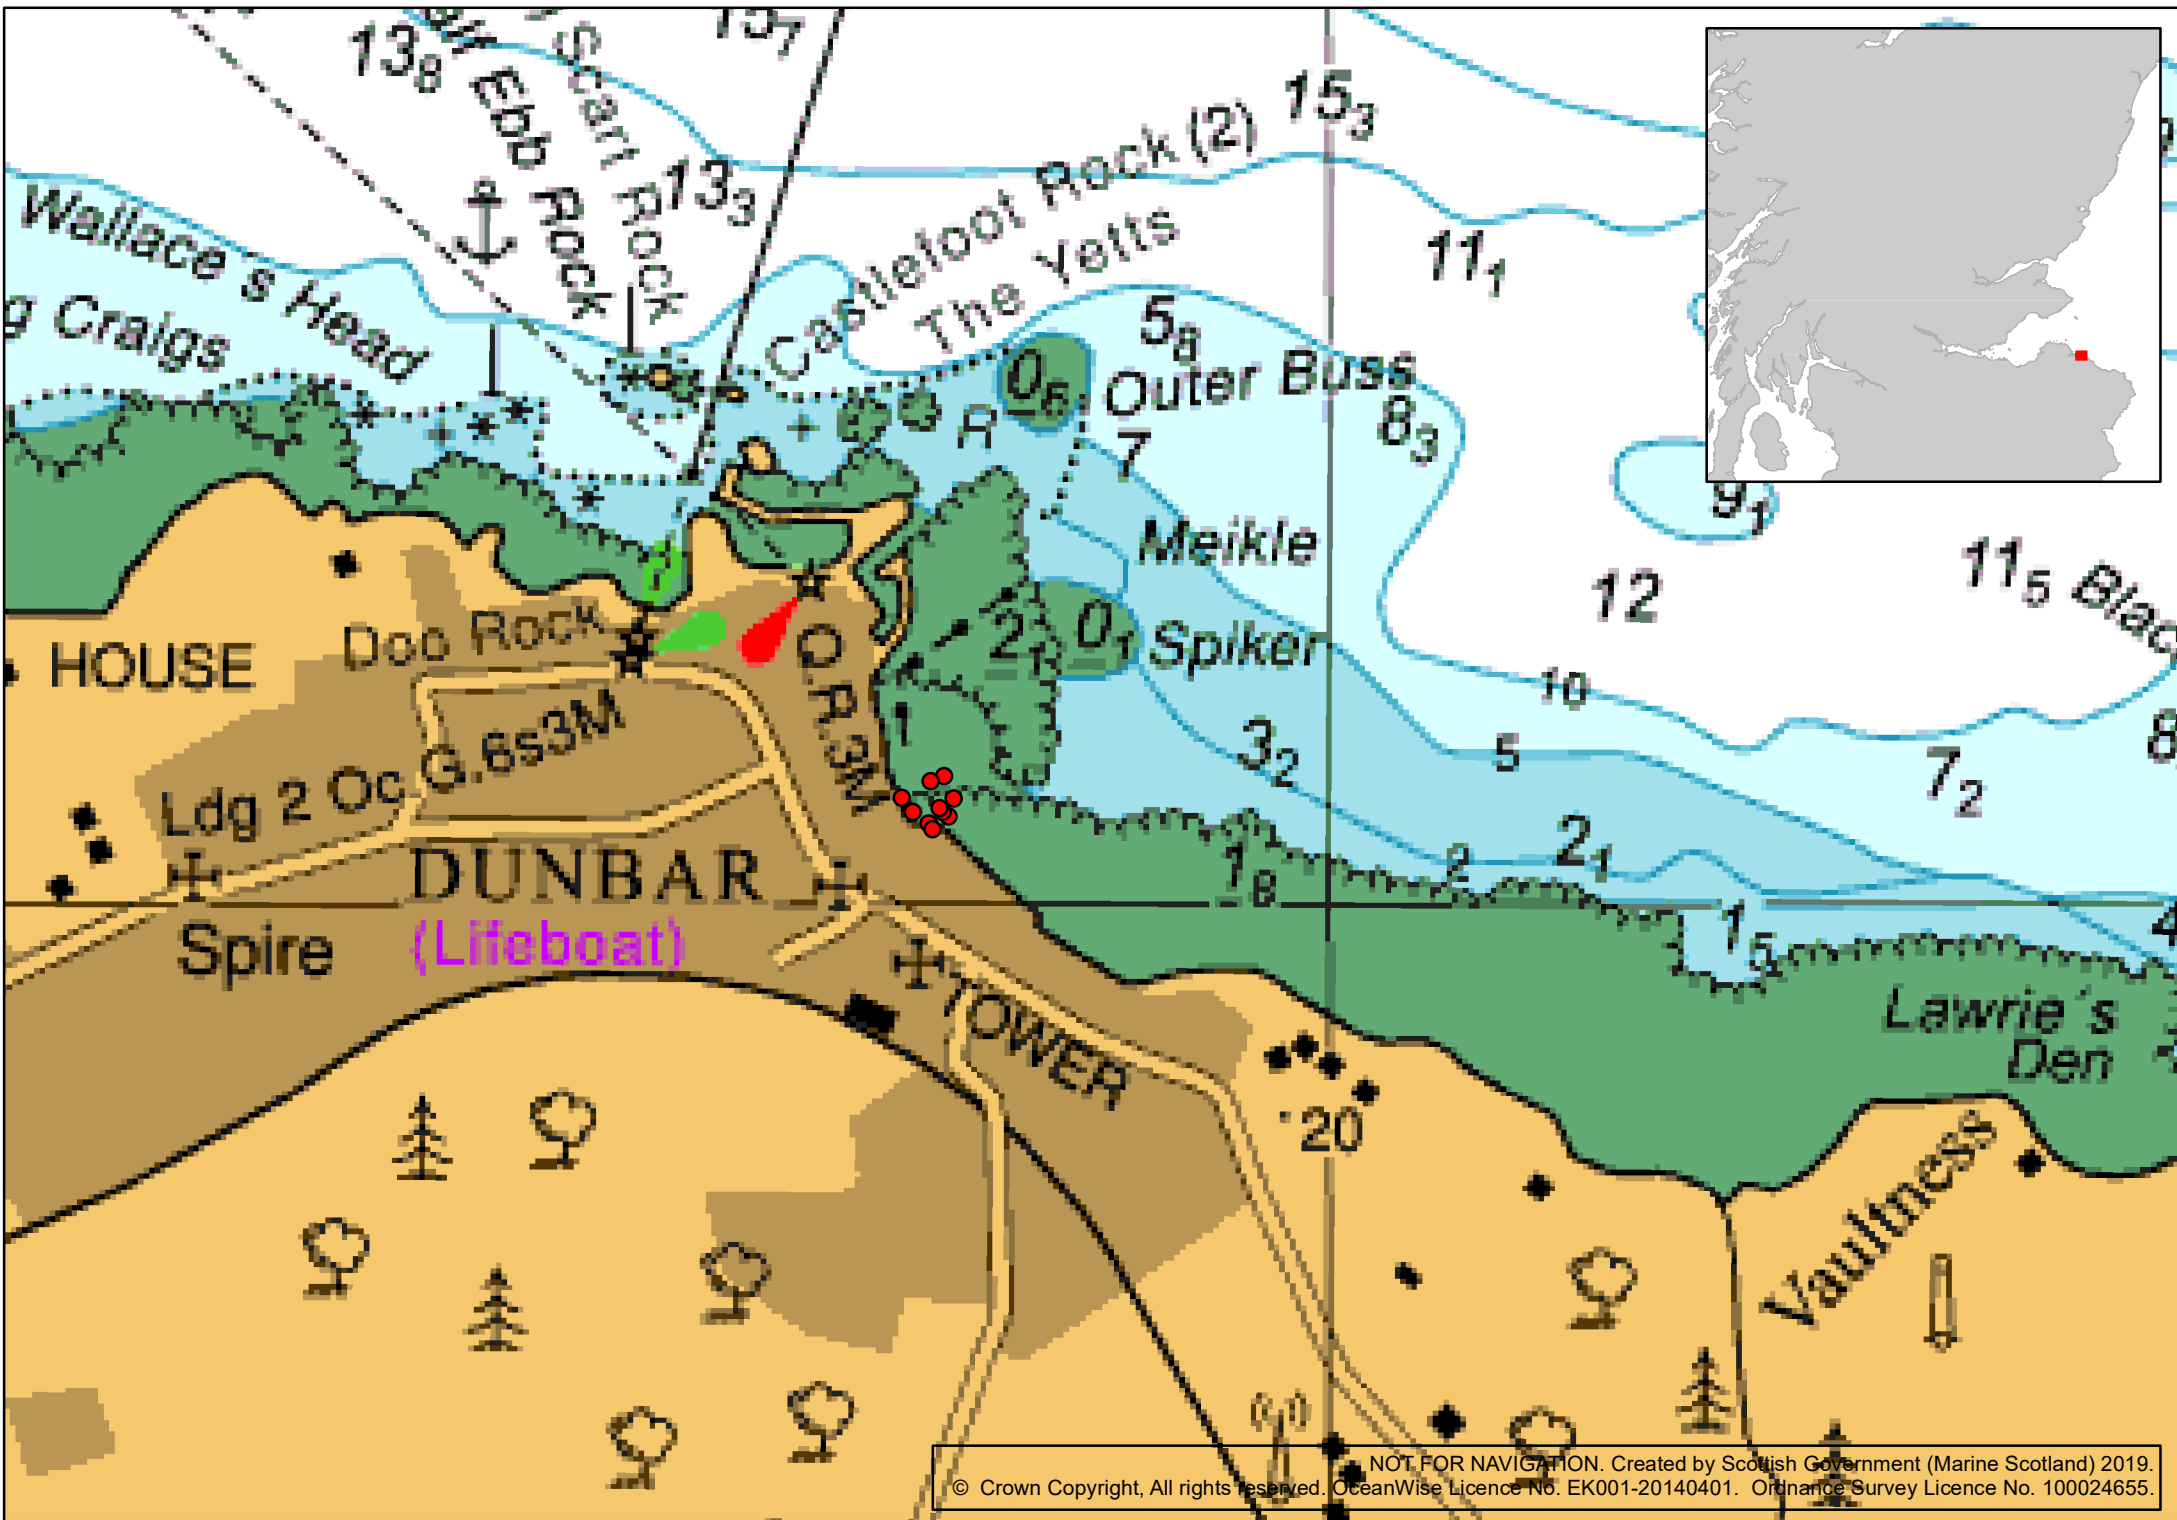 13₈
13₇
Ebb Rock
Scart Rock
13₃
15₃
Castlefoot Rock (2)
The Yetts
11₁
Wallace's Head
g Craigs
5₈
0₆
Outer Buss
R
8₃
7
9₁
Meikle
12
11₅
Blac
HOUSE
Doo Rock
2
0₁
Spiker
Q.R.3M
10
1
3₂
5
7₂
8
Ldg 2 Oc.G.6s3M
DUNBAR
(Lifeboat)
Spire
1₈
2
2₁
1₅
4
TOWER
Lawrie's
Den
20
Vaultness
NOT FOR NAVIGATION. Created by Scottish Government (Marine Scotland) 2019.
© Crown Copyright, All rights reserved. OceanWise Licence No. EK001-20140401. Ordnance Survey Licence No. 100024655.